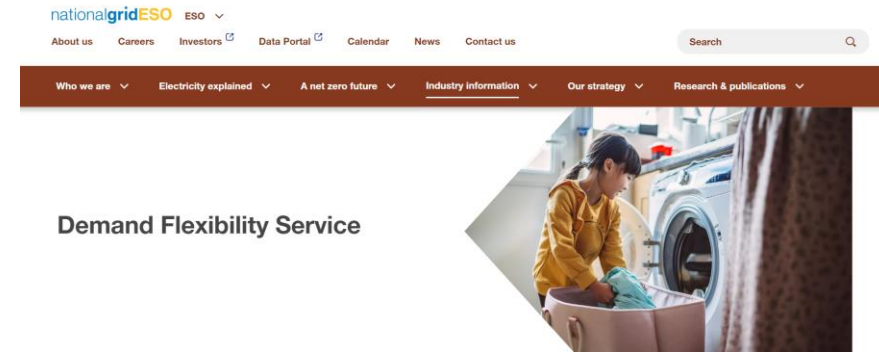 nationalgridESO ESO
About us Careers Investors Data Portal Calendar News Contact us Search
Who we are Electricity explained A net zero future Industry information Our strategy Research & publications
Demand Flexibility Service